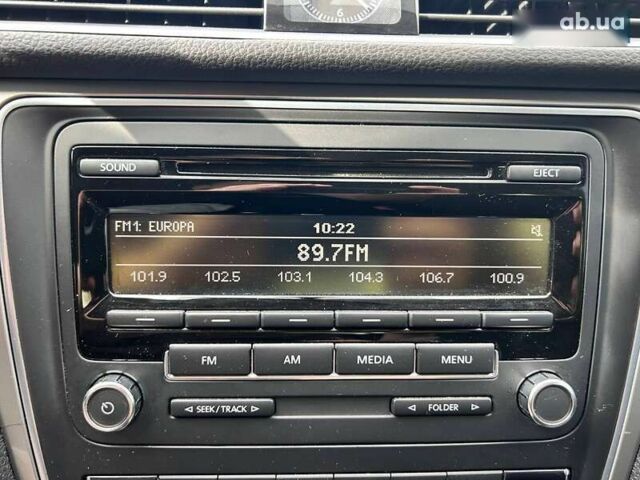 6
ab.ua
SOUND
EJECT
FM1: EUROPA 10:22
89.7FM
101.9 102.5 103.1 104.3 106.7 100.9
FM AM MEDIA MENU
SEEK/TRACK FOLDER